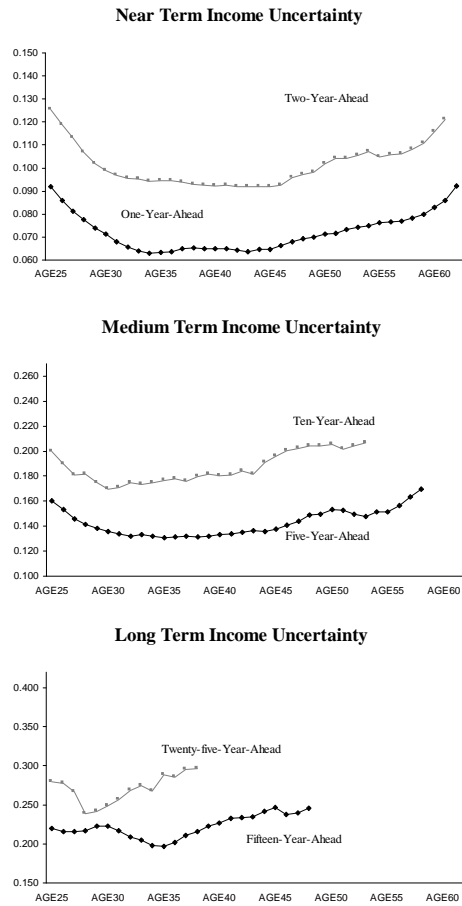 Near Term Income Uncertainty
0.150
0.140
0.130
0.120
Two-Year-Ahead
0.110
0.100
0.090
One-Year-Ahead
0.080
0.070
0.060
AGE25 AGE30 AGE35 AGE40 AGE45 AGE50 AGE55 AGE60
Medium Term Income Uncertainty
0.260
0.240
0.220
Ten-Year-Ahead
0.200
0.180
0.160
0.140
Five-Year-Ahead
0.120
0.100
AGE25 AGE30 AGE35 AGE40 AGE45 AGE50 AGE55 AGE60
Long Term Income Uncertainty
0.400
0.350
Twenty-five-Year-Ahead
0.300
0.250
0.200
Fifteen-Year-Ahead
0.150
AGE25 AGE30 AGE35 AGE40 AGE45 AGE50 AGE55 AGE60